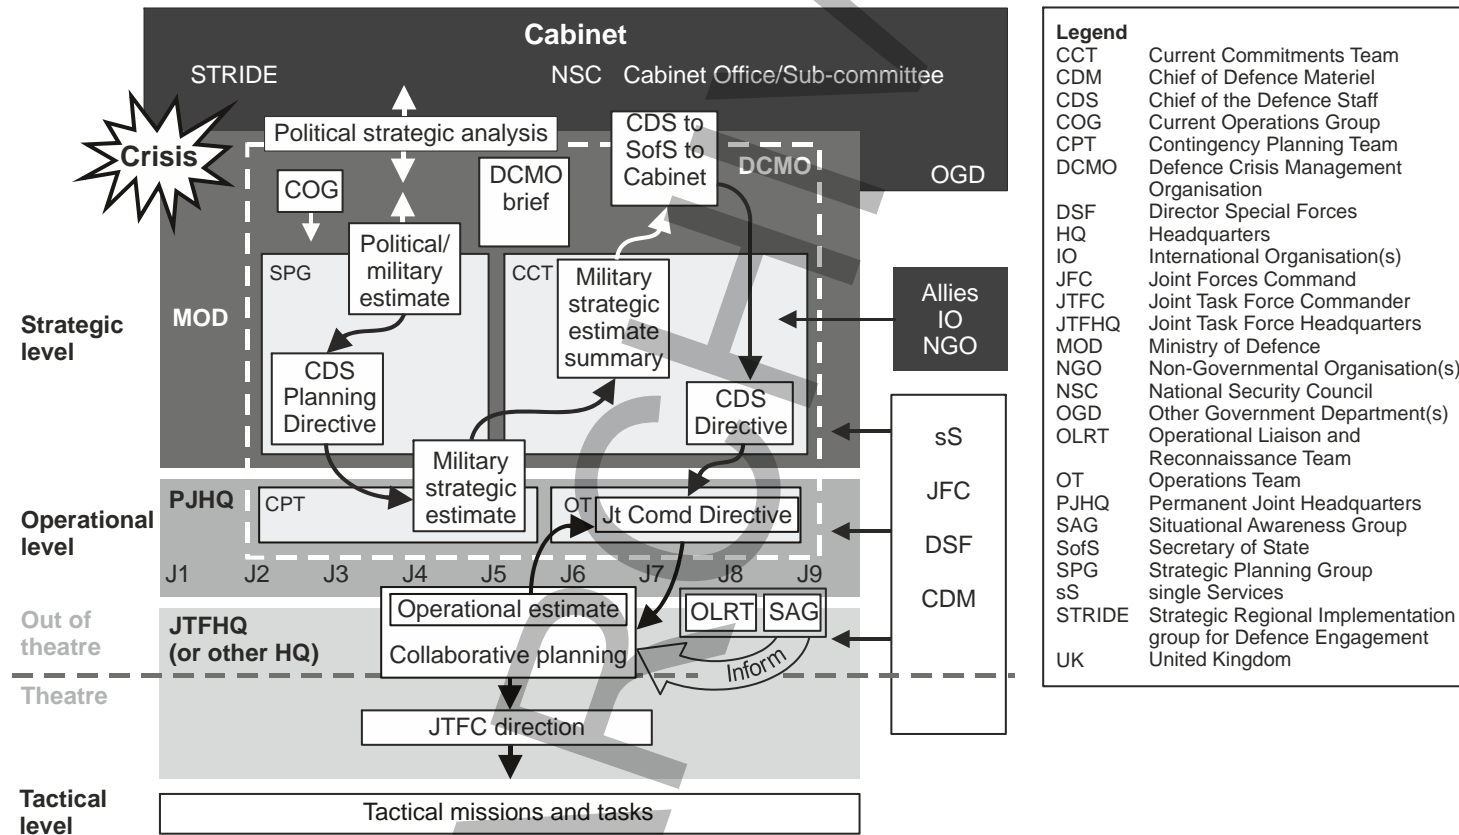 Cabinet
STRIDE
NSC Cabinet Office/Sub-committee
Crisis
Political strategic analysis
CDS to
SofS to
Cabinet
DCMO
OGD
COG
DCMO
brief
Political/
military
estimate
SPG
CCT
Military
strategic
estimate
summary
MOD
Strategic
level
Allies
IO
NGO
CDS
Planning
Directive
CDS
Directive
Military
strategic
estimate
sS
JFC
DSF
CDM
Operational
level
PJHQ
CPT
OT
Jt Comd Directive
J1 J2 J3 J4 J5 J6 J7 J8 J9
Out of
theatre
JTFHQ
(or other HQ)
Operational estimate
Collaborative planning
OLRT
SAG
Inform
Theatre
JTFC direction
Tactical
level
Tactical missions and tasks
Legend
CCT Current Commitments Team
CDM Chief of Defence Materiel
CDS Chief of the Defence Staff
COG Current Operations Group
CPT Contingency Planning Team
DCMO Defence Crisis Management
Organisation
DSF Director Special Forces
HQ Headquarters
IO International Organisation(s)
JFC Joint Forces Command
JTFC Joint Task Force Commander
JTFHQ Joint Task Force Headquarters
MOD Ministry of Defence
NGO Non-Governmental Organisation(s)
NSC National Security Council
OGD Other Government Department(s)
OLRT Operational Liaison and
Reconnaissance Team
OT Operations Team
PJHQ Permanent Joint Headquarters
SAG Situational Awareness Group
SofS Secretary of State
SPG Strategic Planning Group
sS single Services
STRIDE Strategic Regional Implementation
group for Defence Engagement
UK United Kingdom